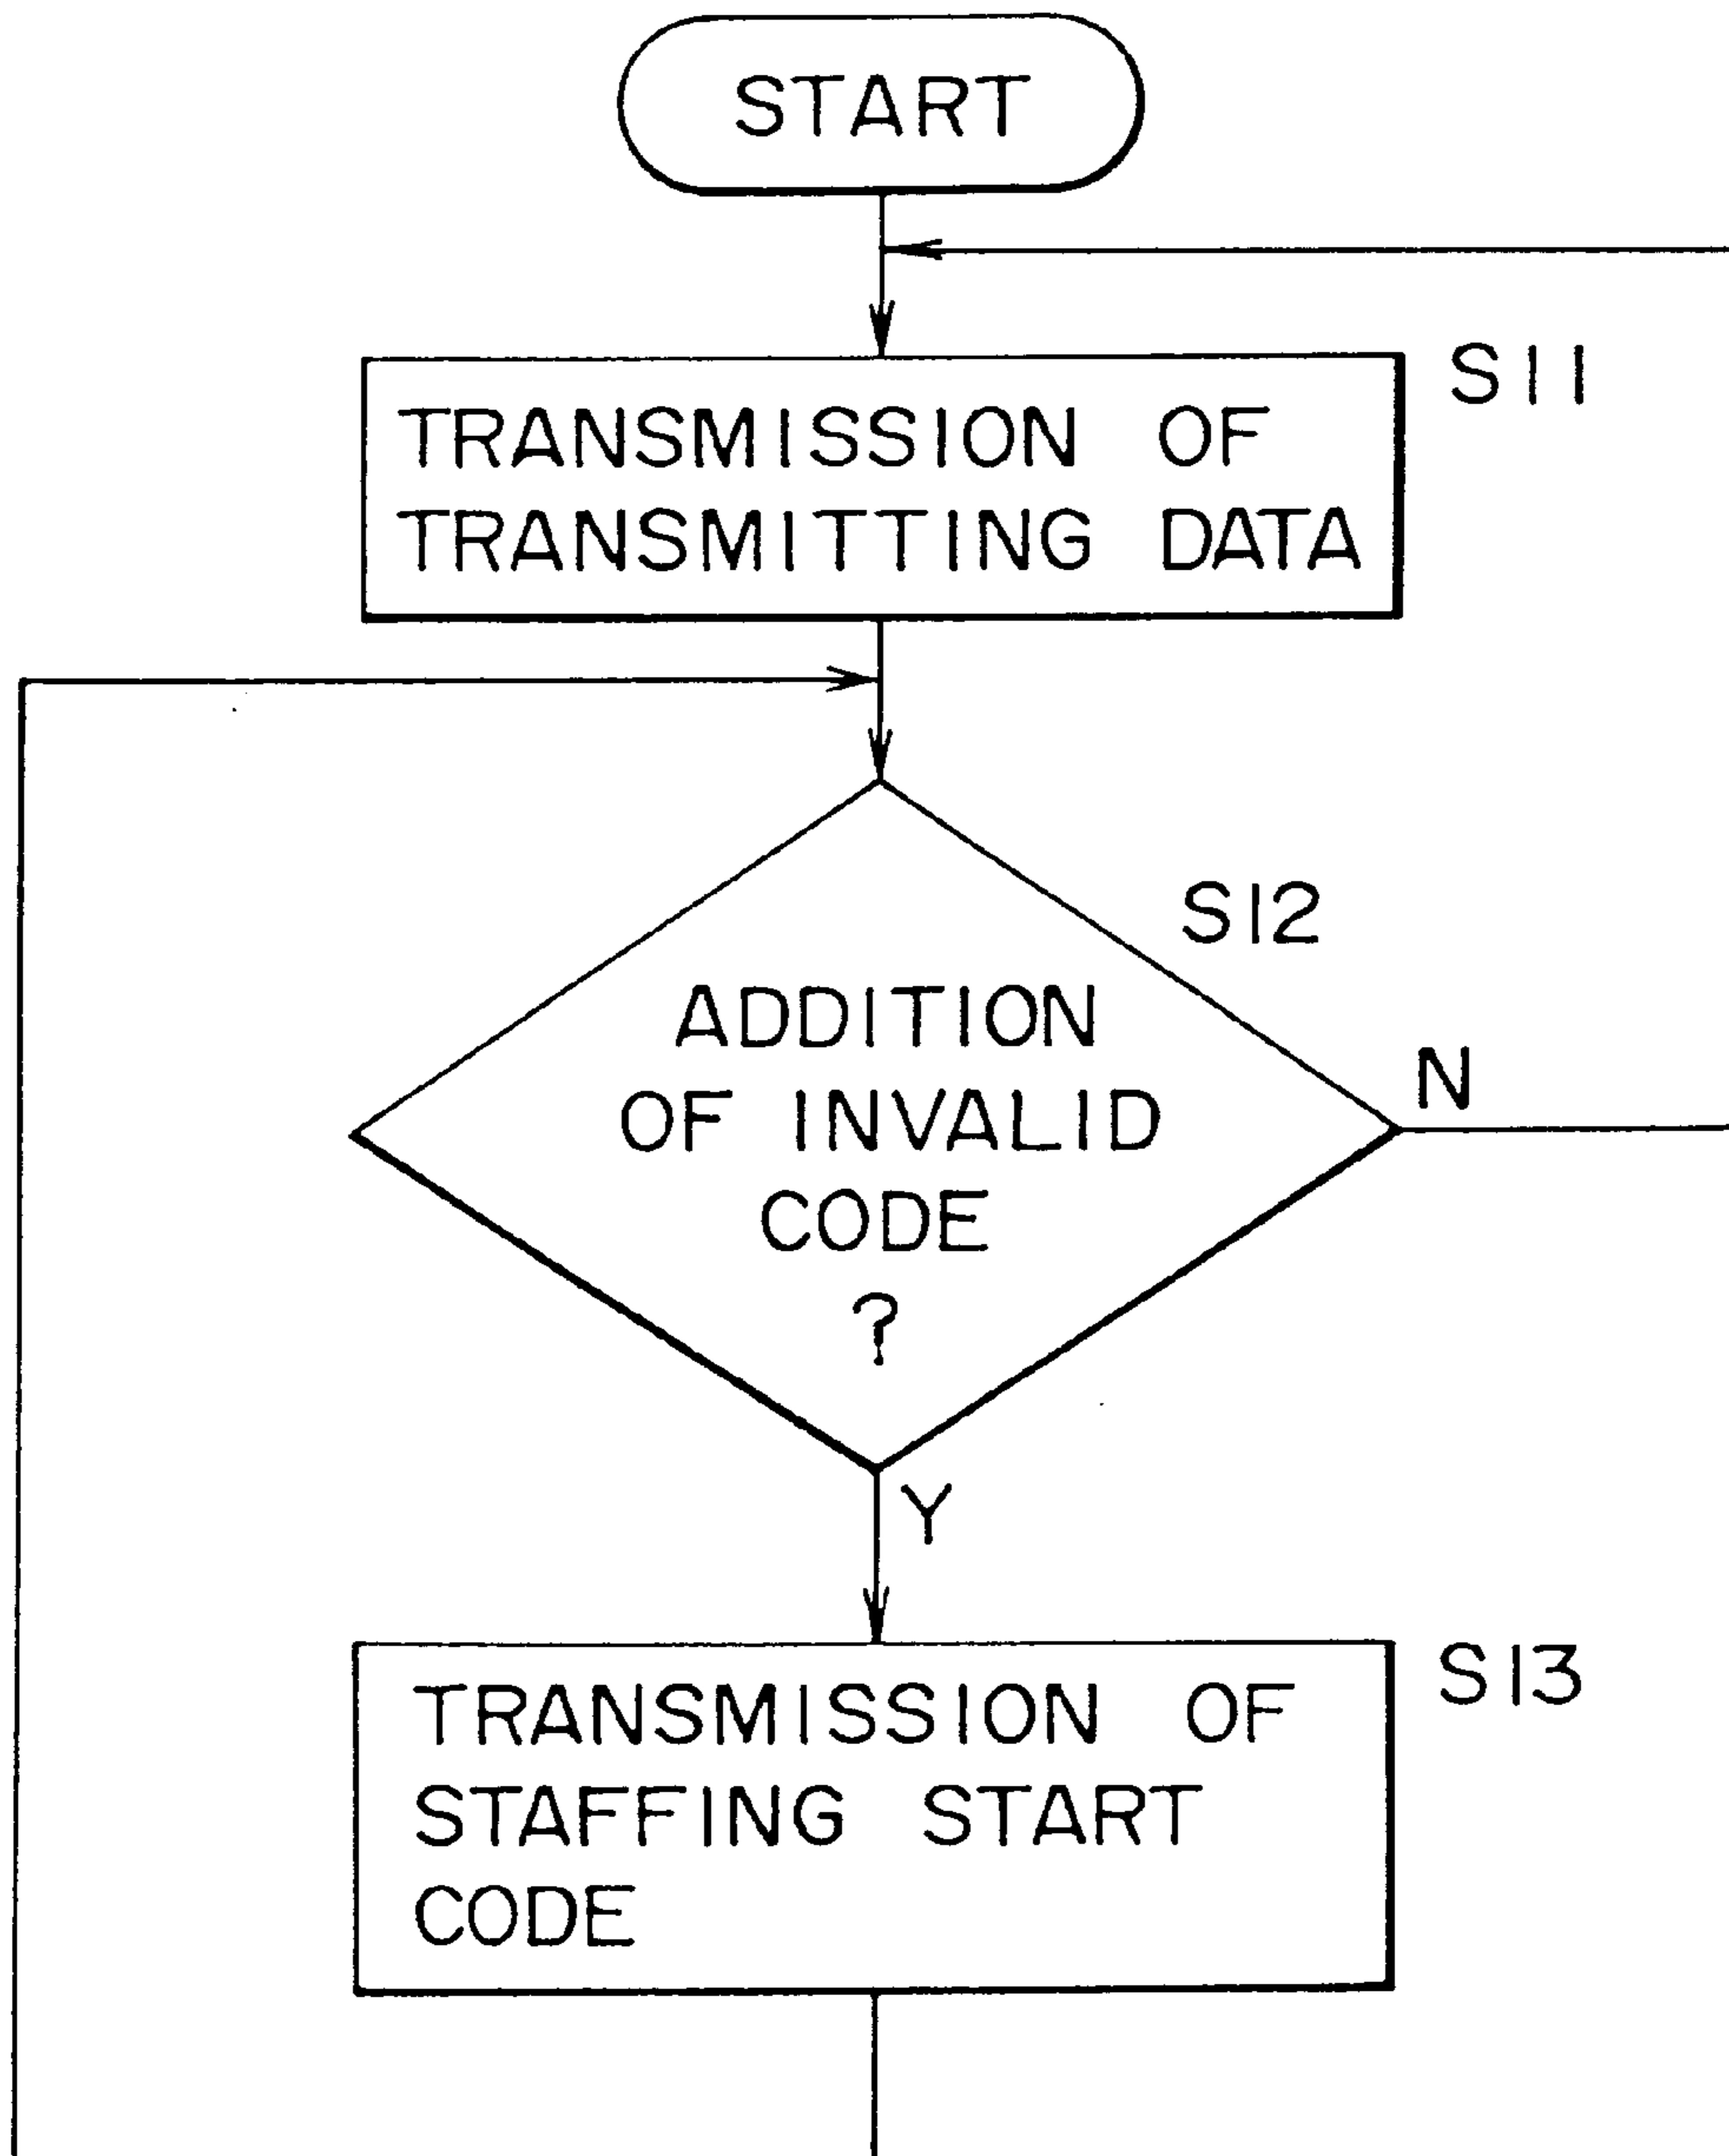 START
S11
TRANSMISSION OF
TRANSMITTING DATA
S12
ADDITION
OF INVALID
CODE
?
N
Y
S13
TRANSMISSION OF
STAFFING START
CODE